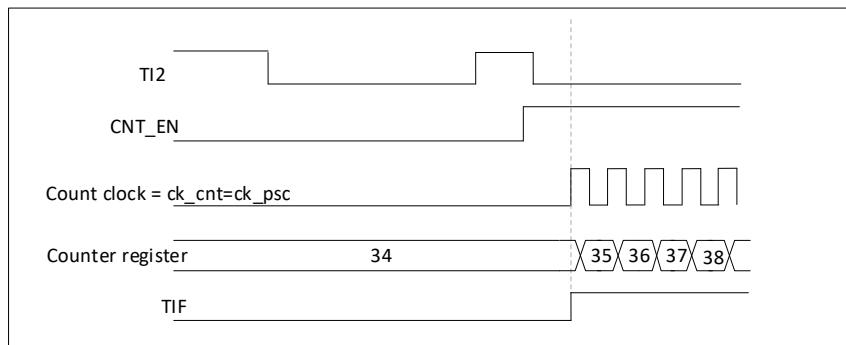 TI2
CNT_EN
Count clock = ck_cnt=ck_psc
Counter register 34 35 36 37 38
TIF